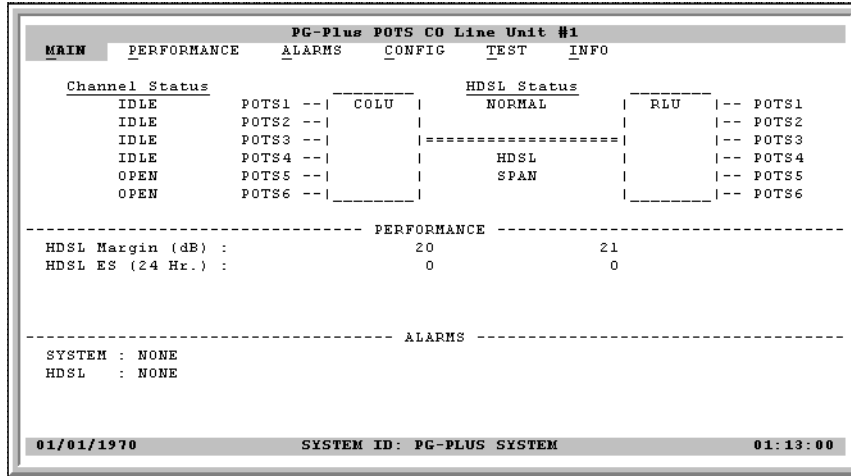 PG-Plus POTS CO Line Unit #1
MAIN PERFORMANCE ALARMS CONFIG TEST INFO
Channel Status HDSL Status
IDLE POTS1 --| COLU | NORMAL | RLU |-- POTS1
IDLE POTS2 --| | | |-- POTS2
IDLE POTS3 --| |===================| |-- POTS3
IDLE POTS4 --| | HDSL | |-- POTS4
OPEN POTS5 --| | SPAN | |-- POTS5
OPEN POTS6 --|________| |________|-- POTS6
--------------------------------- PERFORMANCE ----------------------------------
HDSL Margin (dB) : 20 21
HDSL ES (24 Hr.) : 0 0
------------------------------------ ALARMS ------------------------------------
SYSTEM : NONE
HDSL : NONE
01/01/1970 SYSTEM ID: PG-PLUS SYSTEM 01:13:00